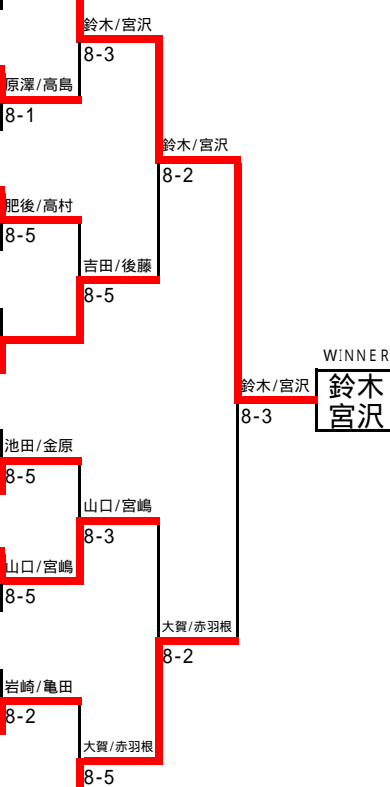 鈴木/宮沢
8-3
原澤/高島
8-1
鈴木/宮沢
8-2
肥後/高村
8-5
吉田/後藤
8-5
WINNER
鈴木/宮沢
8-3
鈴木
宮沢
池田/金原
8-5
山口/宮嶋
8-3
山口/宮嶋
8-5
大賀/赤羽根
8-2
岩崎/亀田
8-2
大賀/赤羽根
8-5